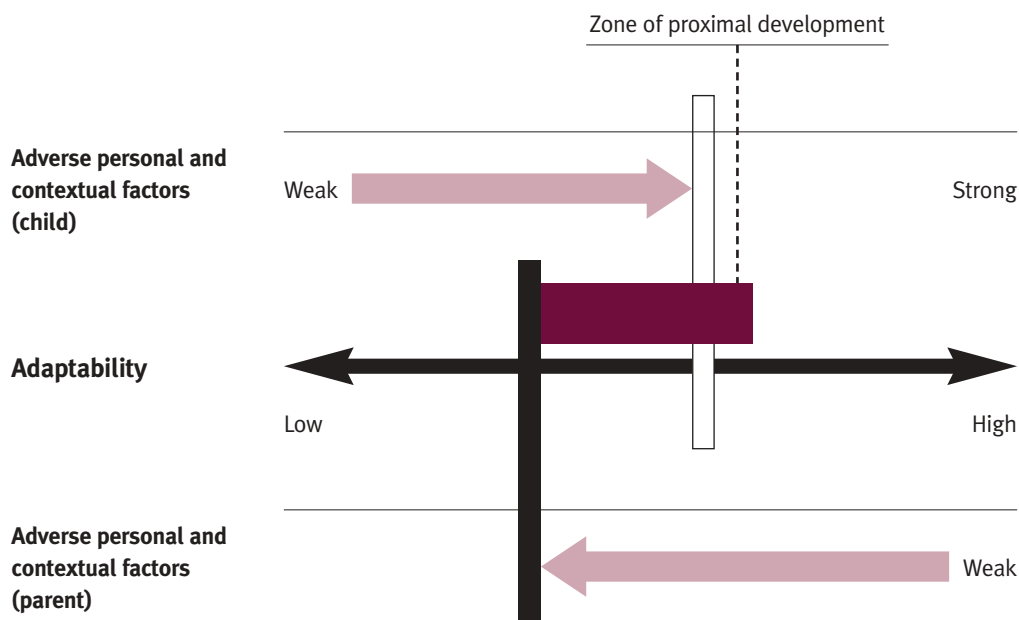 Zone of proximal development
Adverse personal and
contextual factors
(child)
Weak
Strong
Adaptability
Low
High
Adverse personal and
contextual factors
(parent)
Weak